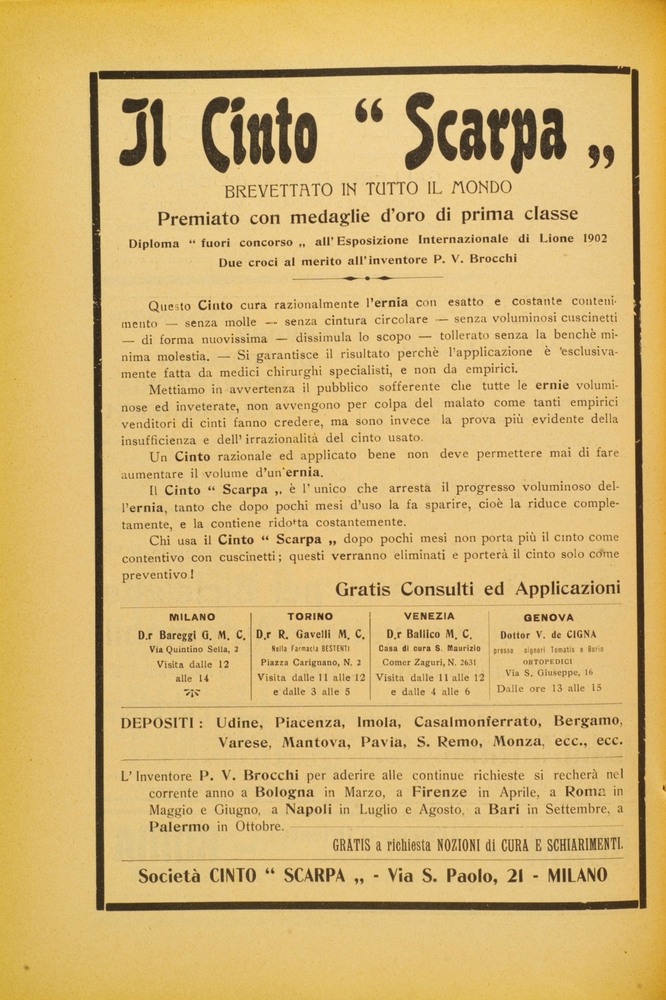 Il Cinto “ Scarpa „
BREVETTATO IN TUTTO IL MONDO
Premiato con medaglie d'oro di prima classe
Diploma “ fuori concorso „ all'Esposizione Internazionale di Lione 1902
Due croci al merito all'inventore P. V. Brocchi
Questo Cinto cura razionalmente l'ernia con esatto e costante conteni-
mento — senza molle — senza cintura circolare — senza voluminosi cuscinetti
— di forma nuovissima — dissimula lo scopo — tollerato senza la benchè mi-
nima molestia. — Si garantisce il risultato perchè l'applicazione è esclusiva-
mente fatta da medici chirurghi specialisti, e non da empirici.
Mettiamo in avvertenza il pubblico sofferente che tutte le ernie volumi-
nose ed inveterate, non avvengono per colpa del malato come tanti empirici
venditori di cinti fanno credere, ma sono invece la prova più evidente della
insufficienza e dell'irrazionalità del cinto usato.
Un Cinto razionale ed applicato bene non deve permettere mai di fare
aumentare il volume d'un'ernia.
Il Cinto “ Scarpa „ è l'unico che arresta il progresso voluminoso del-
l'ernia, tanto che dopo pochi mesi d'uso la fa sparire, cioè la riduce comple-
tamente, e la contiene ridotta costantemente.
Chi usa il Cinto “ Scarpa „ dopo pochi mesi non porta più il cinto come
contentivo con cuscinetti; questi verranno eliminati e porterà il cinto solo come
preventivo!
Gratis Consulti ed Applicazioni
MILANO
D.r Bareggi G. M. C.
Via Quintino Sella, 2
Visita dalle 12
alle 14
TORINO
D.r R. Gavelli M. C.
Nella Farmacia BESTENTI
Piazza Carignano, N. 2
Visita dalle 11 alle 12
e dalle 3 alle 5
VENEZIA
D.r Ballico M. C.
Casa di cura S. Maurizio
Corner Zaguri, N. 2631
Visita dalle 11 alle 12
e dalle 4 alle 6
GENOVA
Dottor V. de CIGNA
presso signori Tomatis e Borio
ORTOPEDICI
Via S. Giuseppe, 16
Dalle ore 13 alle 15
DEPOSITI : Udine, Piacenza, Imola, Casalmonferrato, Bergamo,
Varese, Mantova, Pavia, S. Remo, Monza, ecc., ecc.
L'Inventore P. V. Brocchi per aderire alle continue richieste si recherà nel
corrente anno a Bologna in Marzo, a Firenze in Aprile, a Roma in
Maggio e Giugno, a Napoli in Luglio e Agosto, a Bari in Settembre, a
Palermo in Ottobre.
GRATIS a richiesta NOZIONI di CURA E SCHIARIMENTI.
Società CINTO “ SCARPA „ - Via S. Paolo, 21 - MILANO